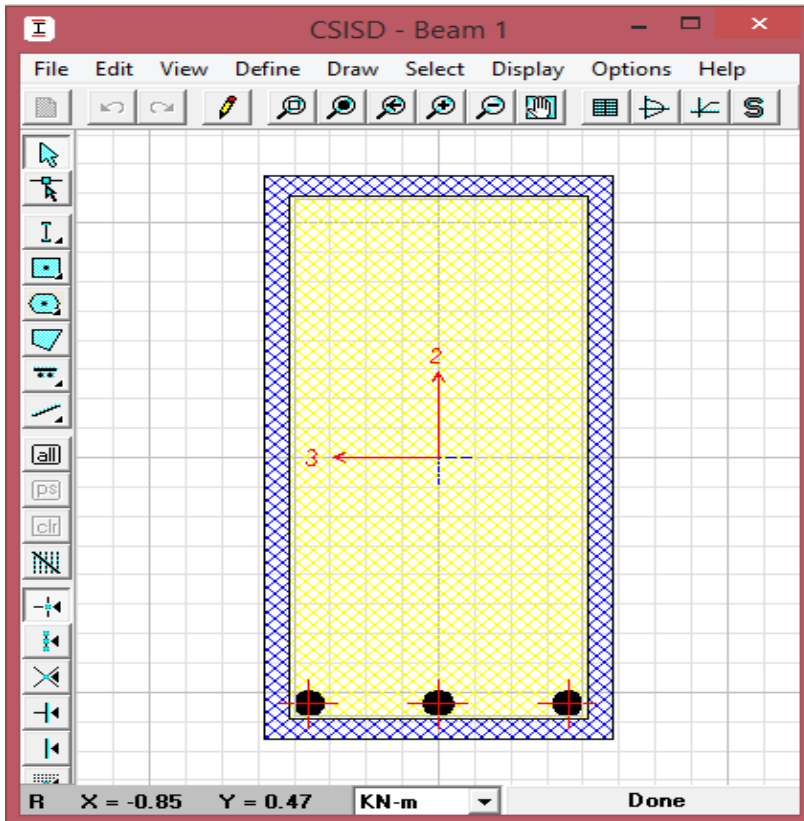 CSISD - Beam 1
File Edit View Define Draw Select Display Options Help
S
2
3
all
ps
clr
R X = -0.85 Y = 0.47 KN-m Done